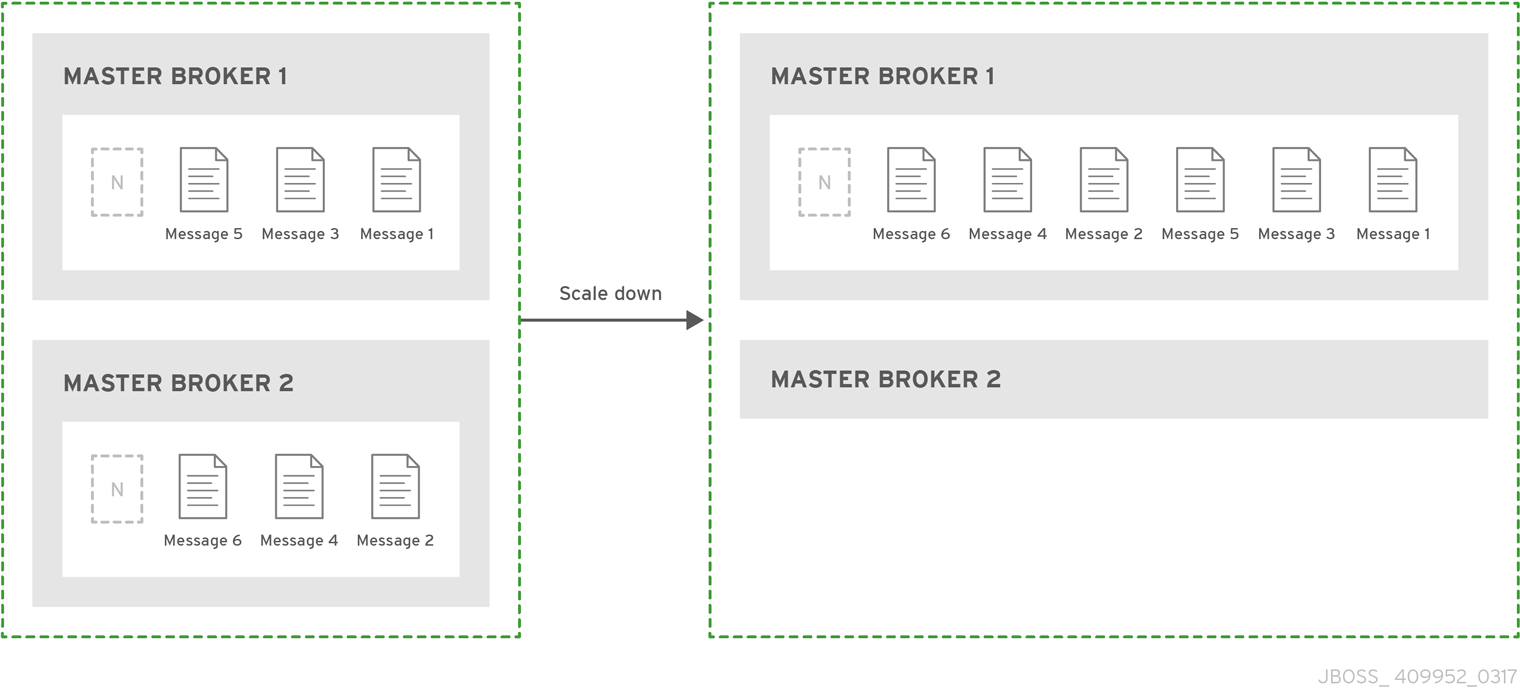 MASTER BROKER 1
N
Message 5 Message 3 Message 1
MASTER BROKER 2
N
Message 6 Message 4 Message 2
Scale down
MASTER BROKER 1
N
Message 6 Message 4 Message 2 Message 5 Message 3 Message 1
MASTER BROKER 2
JBOSS_ 409952_0317